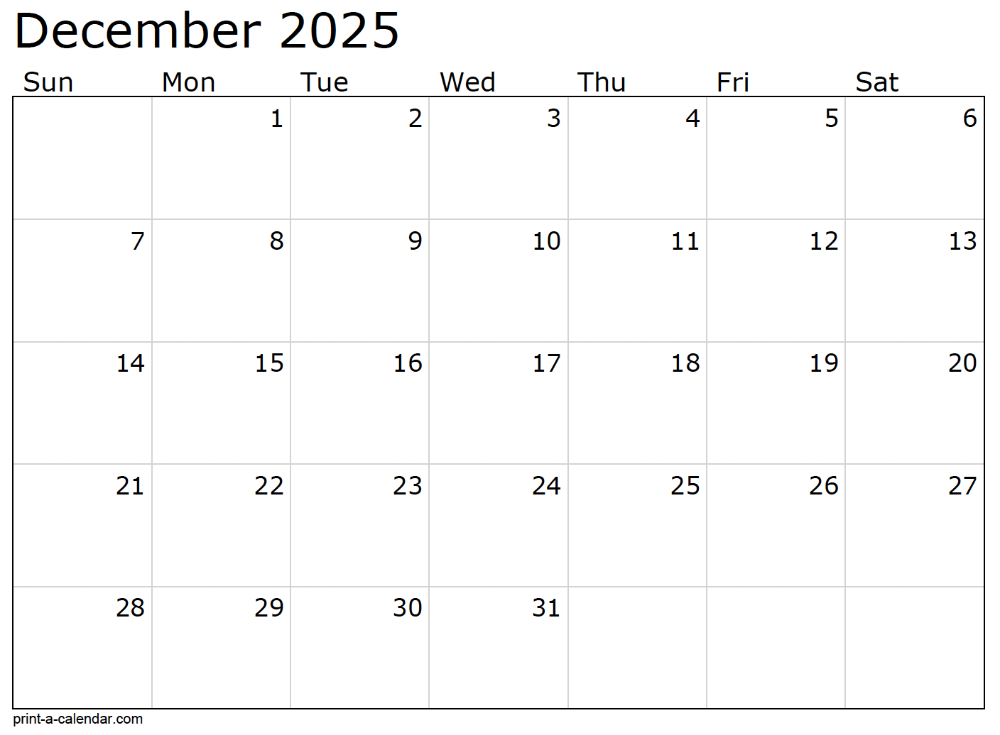 December 2025
Sun Mon Tue Wed Thu Fri Sat
1 2 3 4 5 6
7 8 9 10 11 12 13
14 15 16 17 18 19 20
21 22 23 24 25 26 27
28 29 30 31
print-a-calendar.com